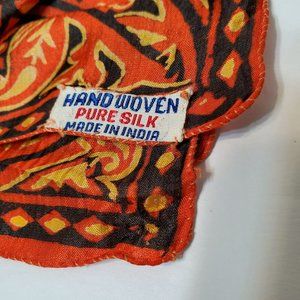 HAND WOVEN
PURE SILK
MADE IN INDIA